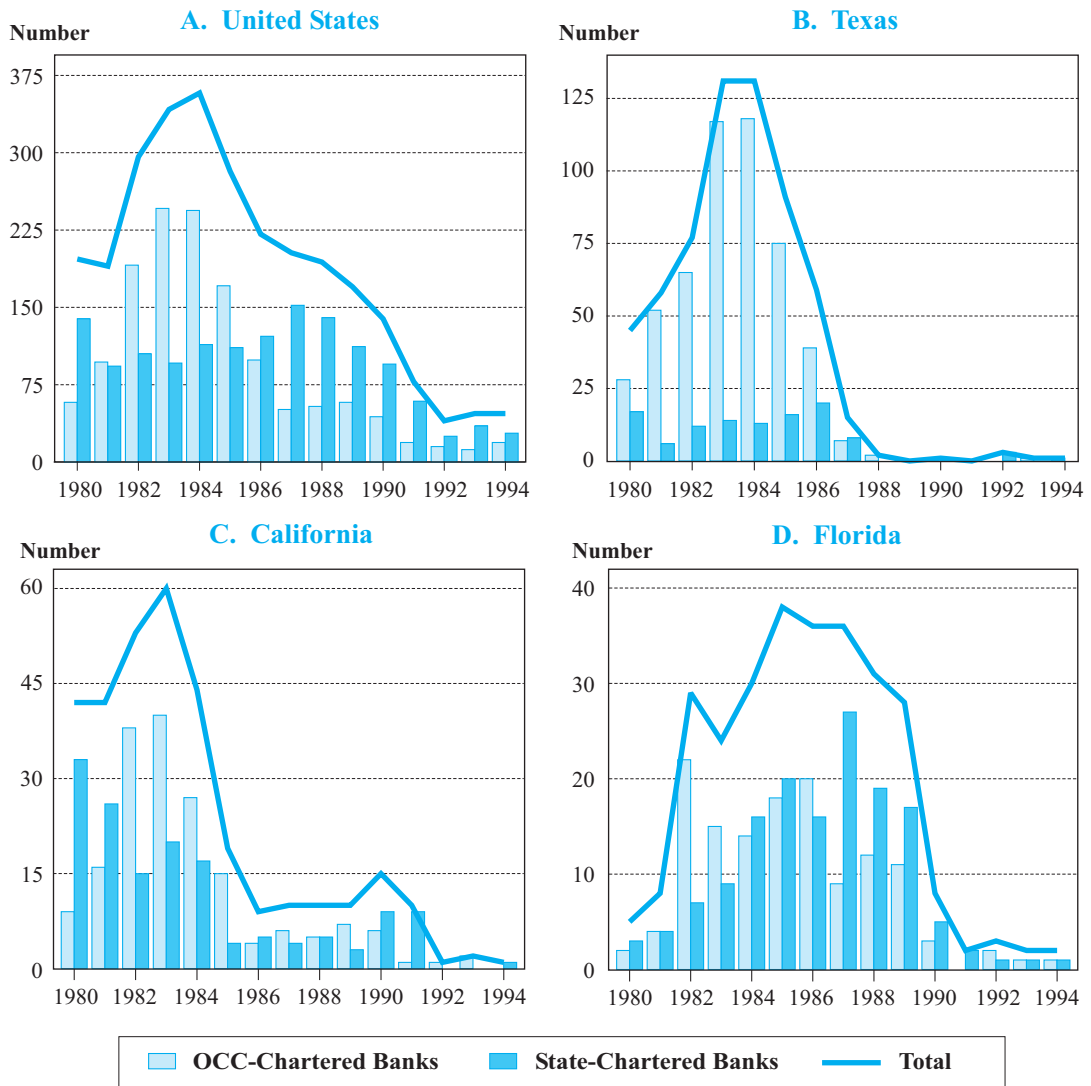 A. United States
Number
375
300
225
150
75
0
1980 1982 1984 1986 1988 1990 1992 1994
B. Texas
Number
125
100
75
50
25
0
1980 1982 1984 1986 1988 1990 1992 1994
C. California
Number
60
45
30
15
0
1980 1982 1984 1986 1988 1990 1992 1994
D. Florida
Number
40
30
20
10
0
1980 1982 1984 1986 1988 1990 1992 1994
OCC-Chartered Banks State-Chartered Banks Total